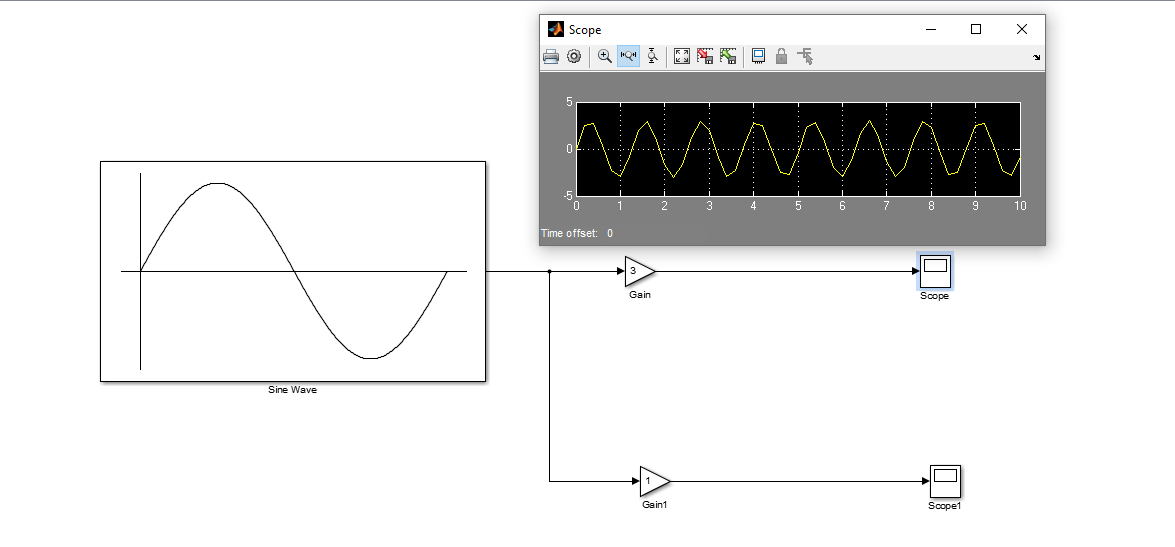 Scope
5
0
-5
0 1 2 3 4 5 6 7 8 9 10
Time offset: 0
3
Gain
Scope
Sine Wave
1
Gain1
Scope1